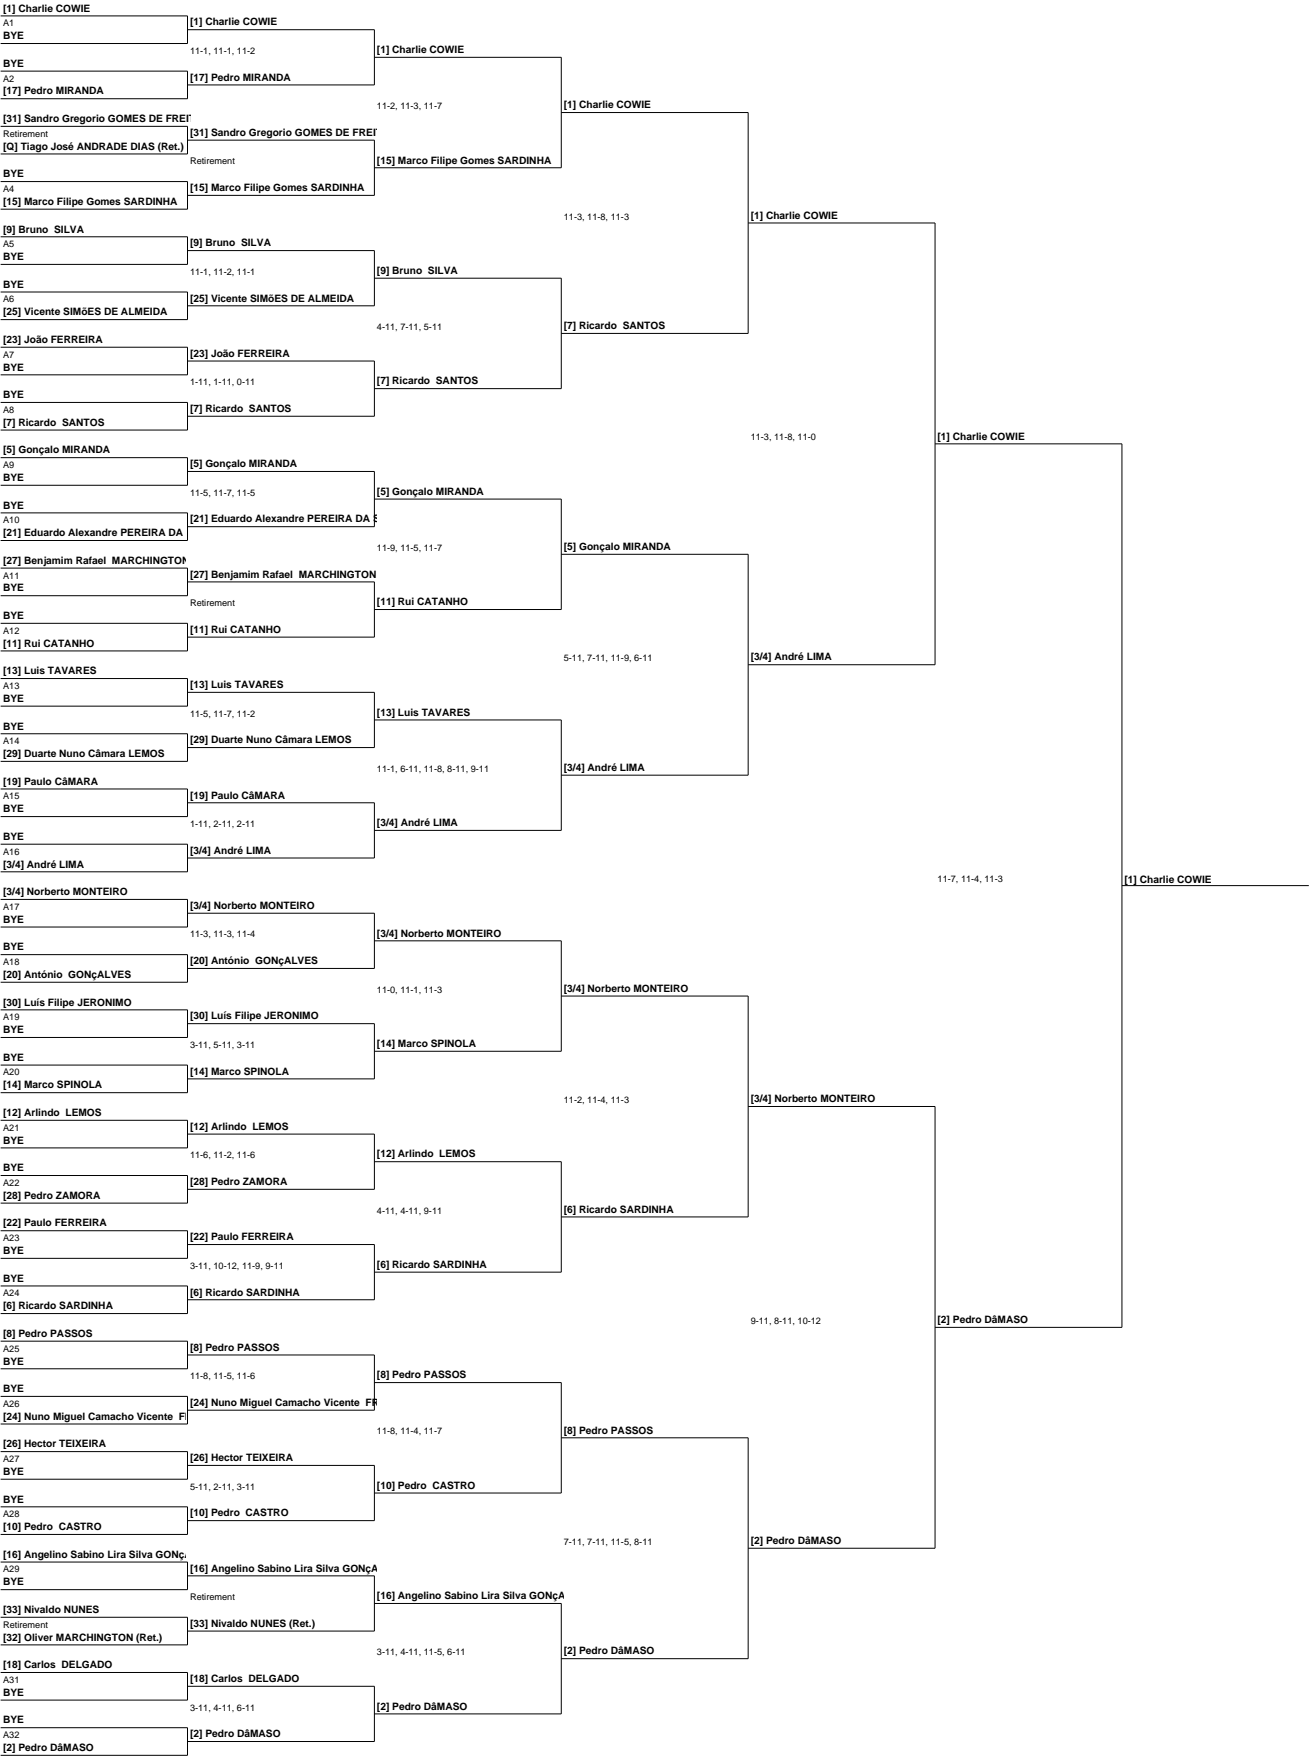 [1] Charlie COWIE
A1
BYE
BYE
A2
[17] Pedro MIRANDA
[31] Sandro Gregorio GOMES DE FREI
Retirement
[Q] Tiago José ANDRADE DIAS (Ret.)
BYE
A4
[15] Marco Filipe Gomes SARDINHA
[9] Bruno SILVA
A5
BYE
BYE
A6
[25] Vicente SIMõES DE ALMEIDA
[23] João FERREIRA
A7
BYE
BYE
A8
[7] Ricardo SANTOS
[5] Gonçalo MIRANDA
A9
BYE
BYE
A10
[21] Eduardo Alexandre PEREIRA DA
[27] Benjamim Rafael MARCHINGTON
A11
BYE
BYE
A12
[11] Rui CATANHO
[13] Luis TAVARES
A13
BYE
BYE
A14
[29] Duarte Nuno Câmara LEMOS
[19] Paulo CâMARA
A15
BYE
BYE
A16
[3/4] André LIMA
[3/4] Norberto MONTEIRO
A17
BYE
BYE
A18
[20] António GONçALVES
[30] Luís Filipe JERONIMO
A19
BYE
BYE
A20
[14] Marco SPINOLA
[12] Arlindo LEMOS
A21
BYE
BYE
A22
[28] Pedro ZAMORA
[22] Paulo FERREIRA
A23
BYE
BYE
A24
[6] Ricardo SARDINHA
[8] Pedro PASSOS
A25
BYE
BYE
A26
[24] Nuno Miguel Camacho Vicente F
[26] Hector TEIXEIRA
A27
BYE
BYE
A28
[10] Pedro CASTRO
[16] Angelino Sabino Lira Silva GONç
A29
BYE
[33] Nivaldo NUNES
Retirement
[32] Oliver MARCHINGTON (Ret.)
[18] Carlos DELGADO
A31
BYE
BYE
A32
[2] Pedro DâMASO
[1] Charlie COWIE
11-1, 11-1, 11-2
[17] Pedro MIRANDA
[31] Sandro Gregorio GOMES DE FREI
Retirement
[15] Marco Filipe Gomes SARDINHA
[9] Bruno SILVA
11-1, 11-2, 11-1
[25] Vicente SIMõES DE ALMEIDA
[23] João FERREIRA
1-11, 1-11, 0-11
[7] Ricardo SANTOS
[5] Gonçalo MIRANDA
11-5, 11-7, 11-5
[21] Eduardo Alexandre PEREIRA DA S
[27] Benjamim Rafael MARCHINGTON
Retirement
[11] Rui CATANHO
[13] Luis TAVARES
11-5, 11-7, 11-2
[29] Duarte Nuno Câmara LEMOS
[19] Paulo CâMARA
1-11, 2-11, 2-11
[3/4] André LIMA
[3/4] Norberto MONTEIRO
11-3, 11-3, 11-4
[20] António GONçALVES
[30] Luís Filipe JERONIMO
3-11, 5-11, 3-11
[14] Marco SPINOLA
[12] Arlindo LEMOS
11-6, 11-2, 11-6
[28] Pedro ZAMORA
[22] Paulo FERREIRA
3-11, 10-12, 11-9, 9-11
[6] Ricardo SARDINHA
[8] Pedro PASSOS
11-8, 11-5, 11-6
[24] Nuno Miguel Camacho Vicente FR
[26] Hector TEIXEIRA
5-11, 2-11, 3-11
[10] Pedro CASTRO
[16] Angelino Sabino Lira Silva GONçA
Retirement
[33] Nivaldo NUNES (Ret.)
[18] Carlos DELGADO
3-11, 4-11, 6-11
[2] Pedro DâMASO
[1] Charlie COWIE
11-2, 11-3, 11-7
[15] Marco Filipe Gomes SARDINHA
[9] Bruno SILVA
4-11, 7-11, 5-11
[7] Ricardo SANTOS
[5] Gonçalo MIRANDA
11-9, 11-5, 11-7
[11] Rui CATANHO
[13] Luis TAVARES
11-1, 6-11, 11-8, 8-11, 9-11
[3/4] André LIMA
[3/4] Norberto MONTEIRO
11-0, 11-1, 11-3
[14] Marco SPINOLA
[12] Arlindo LEMOS
4-11, 4-11, 9-11
[6] Ricardo SARDINHA
[8] Pedro PASSOS
11-8, 11-4, 11-7
[10] Pedro CASTRO
[16] Angelino Sabino Lira Silva GONçA
3-11, 4-11, 11-5, 6-11
[2] Pedro DâMASO
[1] Charlie COWIE
11-3, 11-8, 11-3
[7] Ricardo SANTOS
[5] Gonçalo MIRANDA
5-11, 7-11, 11-9, 6-11
[3/4] André LIMA
[3/4] Norberto MONTEIRO
11-2, 11-4, 11-3
[6] Ricardo SARDINHA
[8] Pedro PASSOS
7-11, 7-11, 11-5, 8-11
[2] Pedro DâMASO
[1] Charlie COWIE
11-3, 11-8, 11-0
[3/4] André LIMA
[3/4] Norberto MONTEIRO
9-11, 8-11, 10-12
[2] Pedro DâMASO
[1] Charlie COWIE
11-7, 11-4, 11-3
[2] Pedro DâMASO
[1] Charlie COWIE